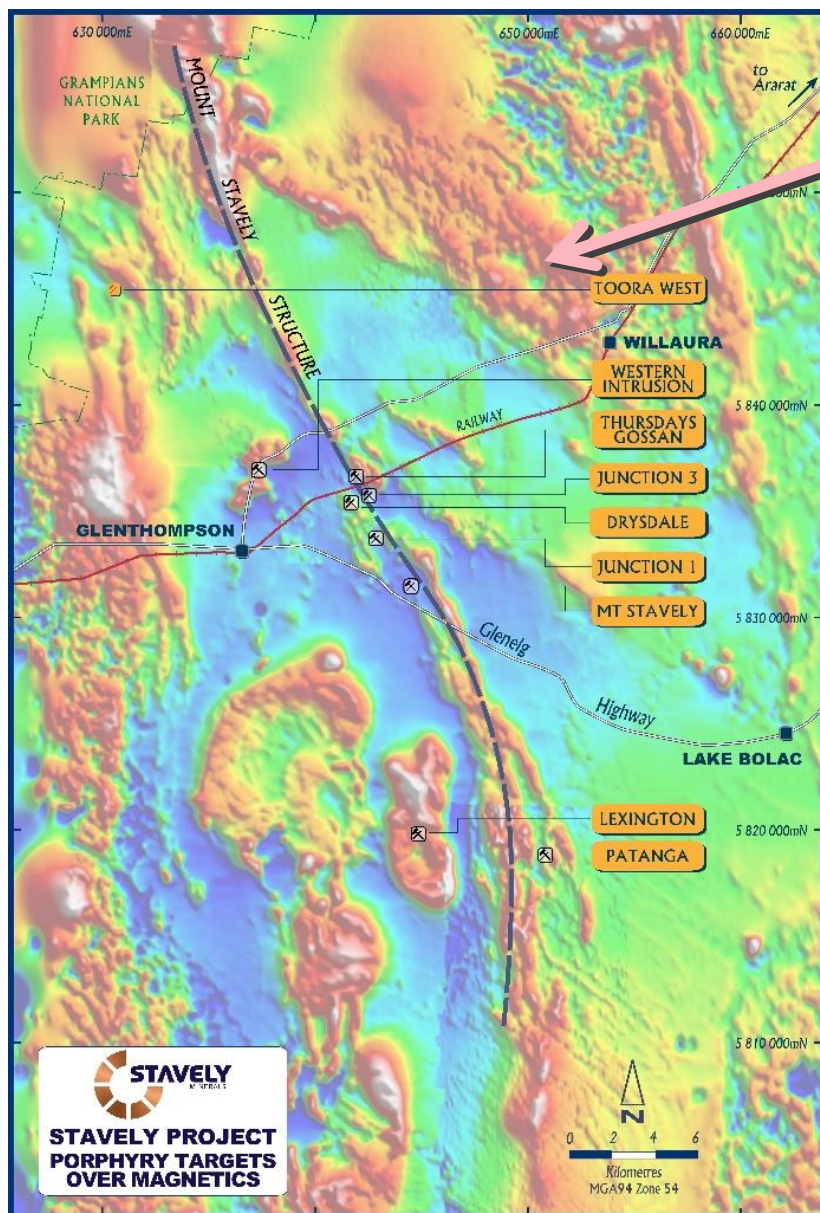 630 000mE
650 000mE
660 000mE
to
Ararat
GRAMPIANS
NATIONAL
PARK
MOUNT
STAVELY
STRUCTURE
TOORA WEST
WILLAURA
WESTERN
INTRUSION
5 840 000mN
RAILWAY
THURSDAYS
GOSSAN
JUNCTION 3
GLENTHOMPSON
DRYSDALE
JUNCTION 1
MT STAVELY
5 830 000mN
Glenelg
Highway
LAKE BOLAC
LEXINGTON
5 820 000mN
PATANGA
5 810 000mN
STAVELY
MINERALS
STAVELY PROJECT
PORPHYRY TARGETS
OVER MAGNETICS
N
0 2 4 6
Kilometres
MGA94 Zone 54